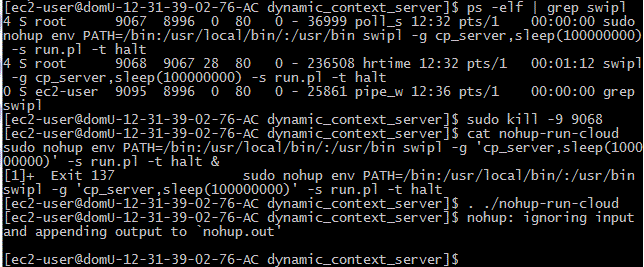 [ec2-user@domU-12-31-39-02-76-AC dynamic_context_server]$ ps -elf | grep swipl
4 S root      9067  8996  0  80   0 - 36999 poll_s 12:32 pts/1    00:00:00 sudo
nohup env PATH=/bin:/usr/local/bin/:/usr/bin swipl -g cp_server,sleep(100000000)
 -s run.pl -t halt
4 S root      9068  9067 28  80   0 - 236508 hrtime 12:32 pts/1   00:01:12 swipl
 -g cp_server,sleep(100000000) -s run.pl -t halt
0 S ec2-user  9095  8996  0  80   0 - 25861 pipe_w 12:36 pts/1    00:00:00 grep
swipl
[ec2-user@domU-12-31-39-02-76-AC dynamic_context_server]$ sudo kill -9 9068
[ec2-user@domU-12-31-39-02-76-AC dynamic_context_server]$ cat nohup-run-cloud
sudo nohup env PATH=/bin:/usr/local/bin/:/usr/bin swipl -g 'cp_server,sleep(1000
00000)' -s run.pl -t halt &
[1]+  Exit 137                sudo nohup env PATH=/bin:/usr/local/bin/:/usr/bin
swipl -g 'cp_server,sleep(100000000)' -s run.pl -t halt
[ec2-user@domU-12-31-39-02-76-AC dynamic_context_server]$ . ./nohup-run-cloud
[ec2-user@domU-12-31-39-02-76-AC dynamic_context_server]$ nohup: ignoring input
and appending output to `nohup.out'

[ec2-user@domU-12-31-39-02-76-AC dynamic_context_server]$